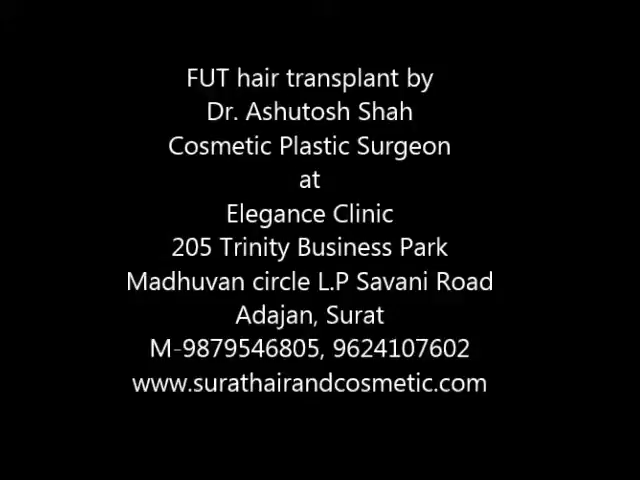 FUT hair transplant by
Dr. Ashutosh Shah
Cosmetic Plastic Surgeon
at
Elegance Clinic
205 Trinity Business Park
Madhuvan circle L.P Savani Road
Adajan, Surat
M-9879546805, 9624107602
www.surathairandcosmetic.com